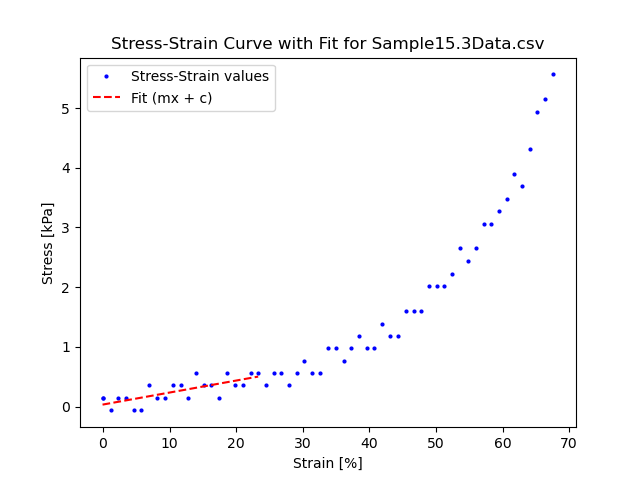 Stress-Strain Curve with Fit for Sample15.3Data.csv
Stress-Strain values
Fit (mx + c)
Stress [kPa]
5
4
3
2
1
0
0 10 20 30 40 50 60 70
Strain [%]